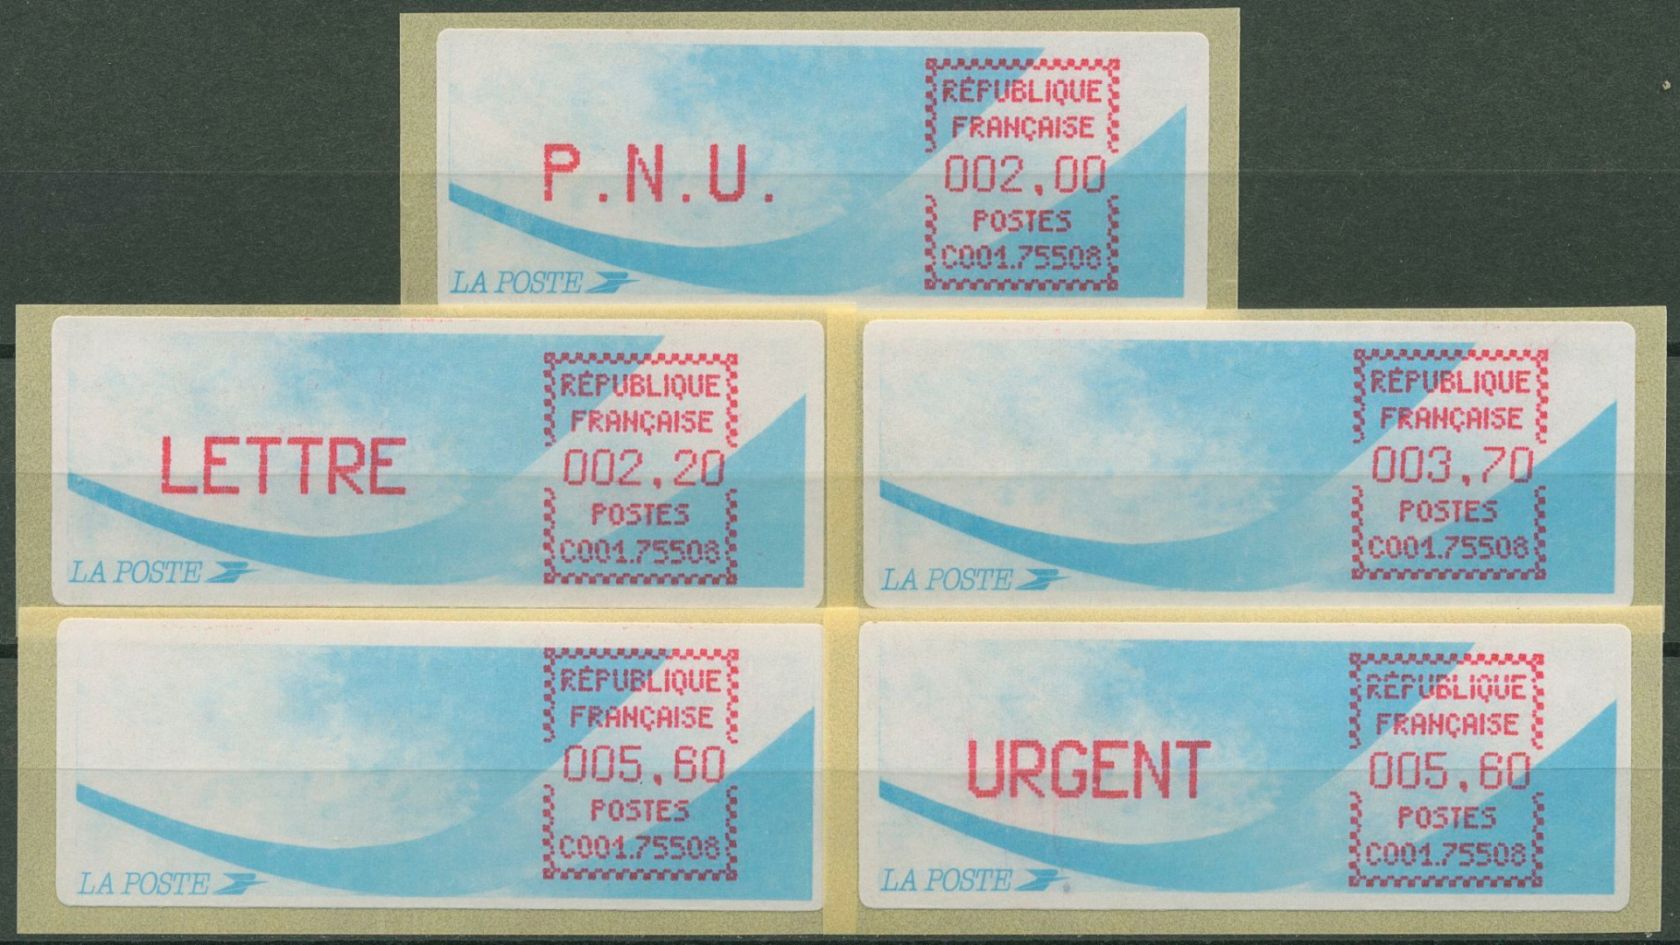 P.N.U.
RÉPUBLIQUE
FRANÇAISE
002,00
POSTES
C001.75508
LA POSTE
LETTRE
RÉPUBLIQUE
FRANÇAISE
002,20
POSTES
C001.75508
LA POSTE
RÉPUBLIQUE
FRANÇAISE
003,70
POSTES
C001.75508
LA POSTE
RÉPUBLIQUE
FRANÇAISE
005,60
POSTES
C001.75508
LA POSTE
URGENT
RÉPUBLIQUE
FRANÇAISE
005,60
POSTES
C001.75508
LA POSTE